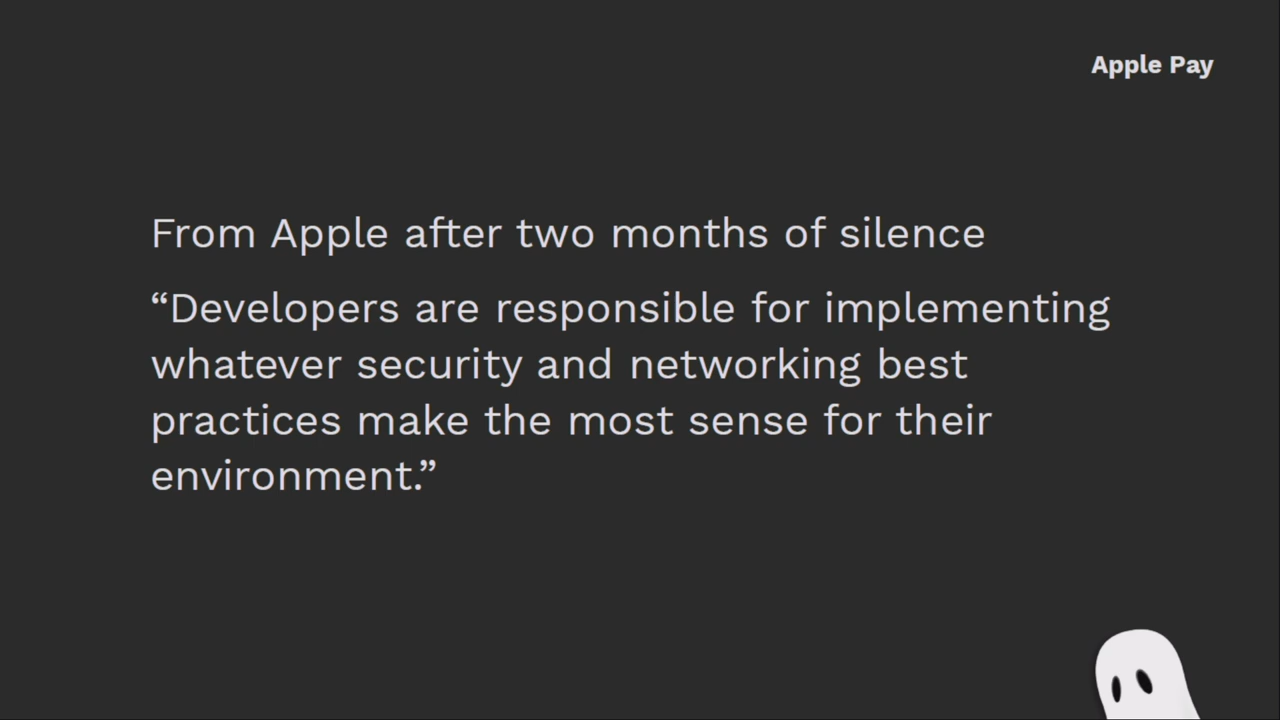 Apple Pay
From Apple after two months of silence
“Developers are responsible for implementing
whatever security and networking best
practices make the most sense for their
environment.”